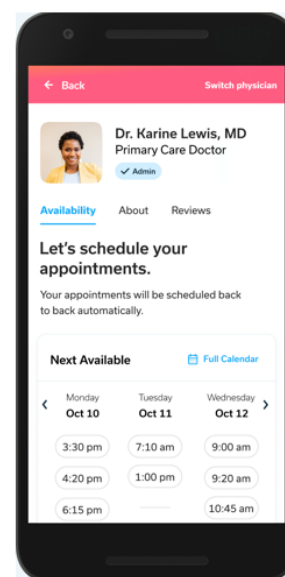 ← Back Switch physician
Dr. Karine Lewis, MD
Primary Care Doctor
✓ Admin
Availability About Reviews
Let's schedule your
appointments.
Your appointments will be scheduled back
to back automatically.
Next Available Full Calendar
Monday Tuesday Wednesday
Oct 10 Oct 11 Oct 12
3:30 pm 7:10 am 9:00 am
4:20 pm 1:00 pm 9:20 am
6:15 pm 10:45 am